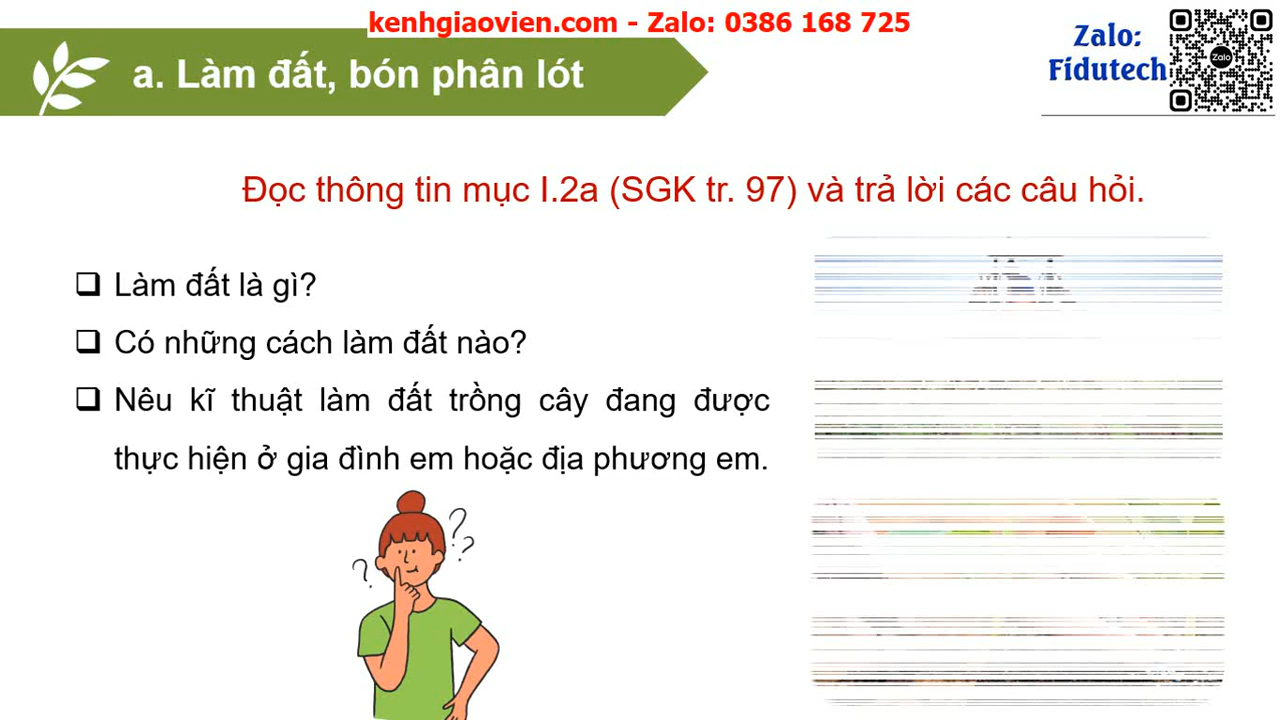 kenhgiaovien.com - Zalo: 0386 168 725
Zalo:
Fidutech
Zalo
a. Làm đất, bón phân lót
Đọc thông tin mục I.2a (SGK tr. 97) và trả lời các câu hỏi.
Làm đất là gì?
Có những cách làm đất nào?
Nêu kĩ thuật làm đất trồng cây đang được
thực hiện ở gia đình em hoặc địa phương em.
? ? ?